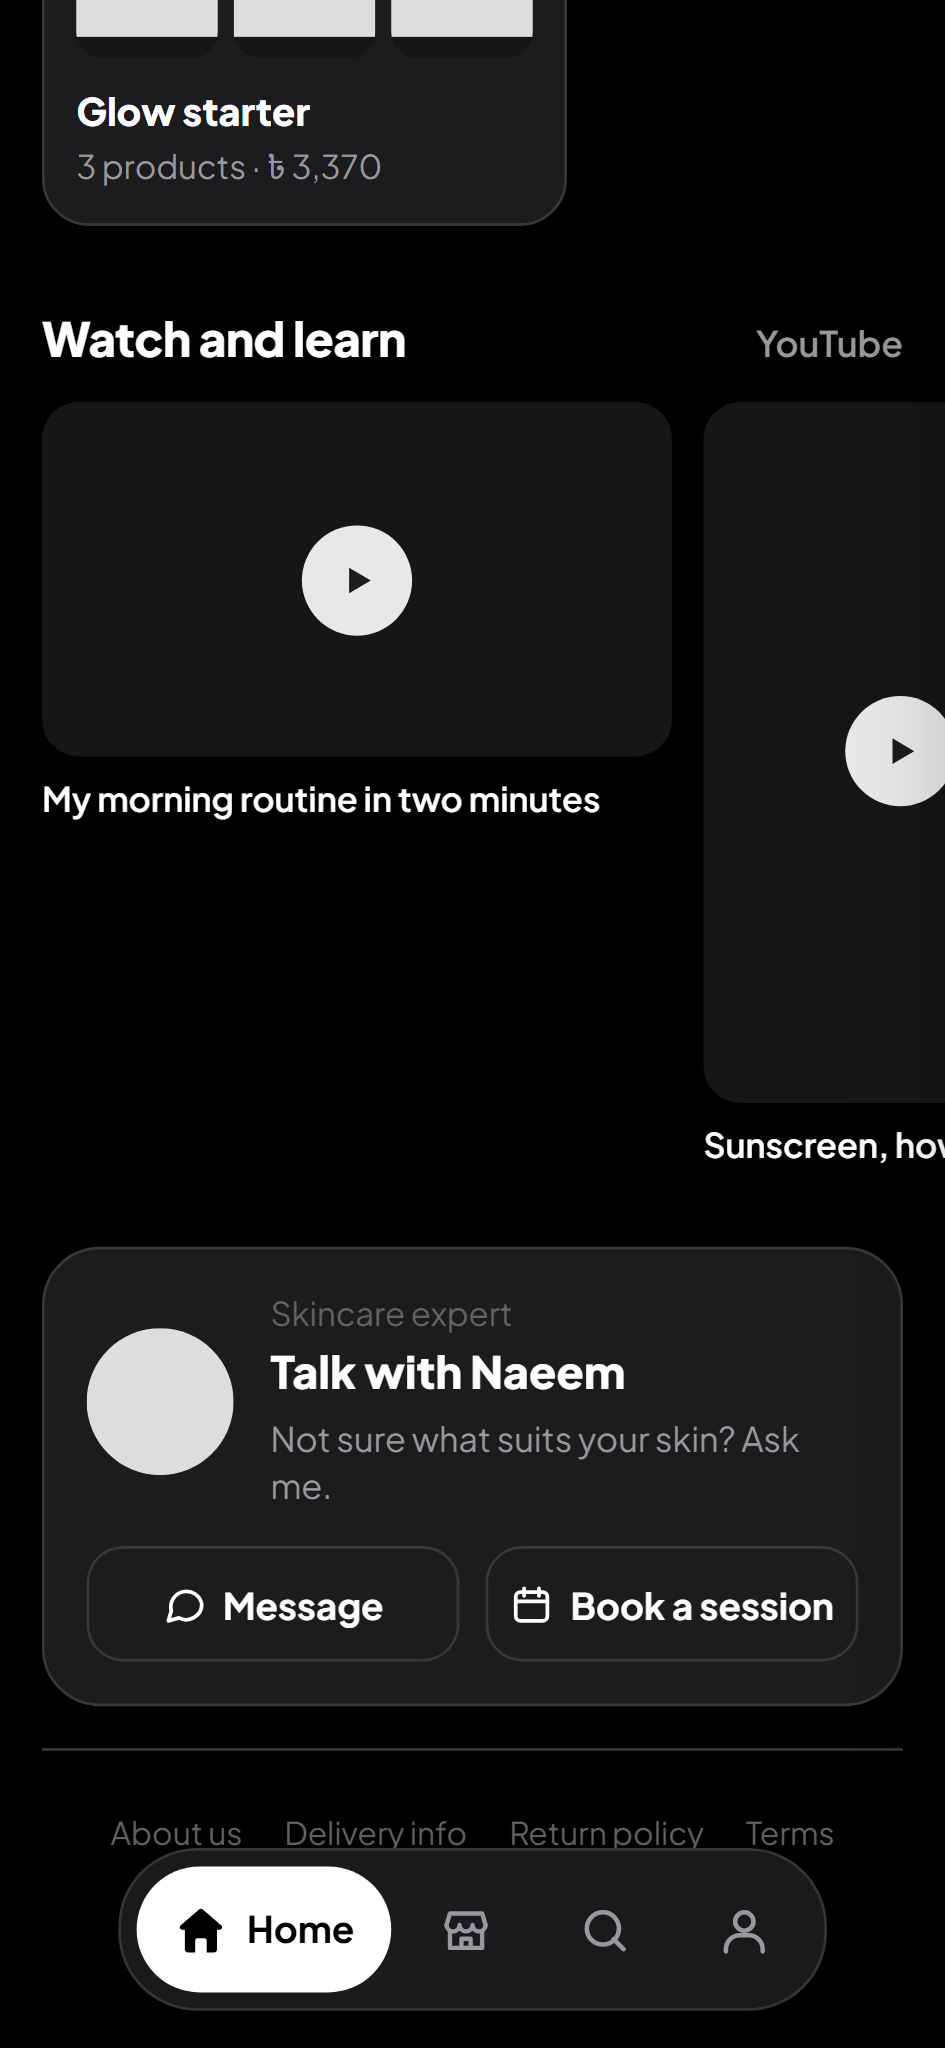 Glow starter
3 products · ৳ 3,370
Watch and learn
YouTube
My morning routine in two minutes
Sunscreen, how
Skincare expert
Talk with Naeem
Not sure what suits your skin? Ask
me.
Message
Book a session
About us
Delivery info
Return policy
Terms
Home